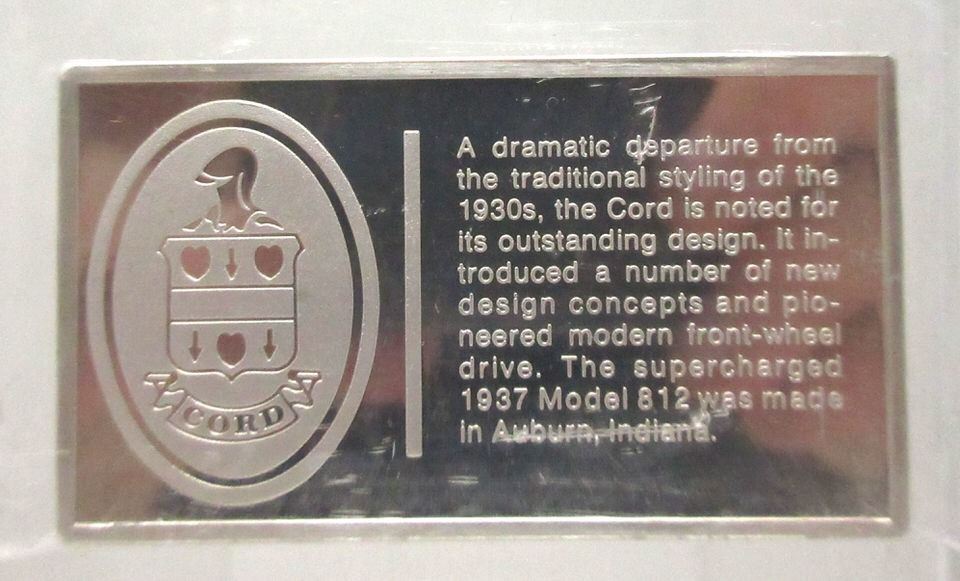 CORD
A dramatic departure from
the traditional styling of the
1930s, the Cord is noted for
its outstanding design. It in-
troduced a number of new
design concepts and pio-
neered modern front-wheel
drive. The supercharged
1937 Model 812 was made
in Auburn, Indiana.